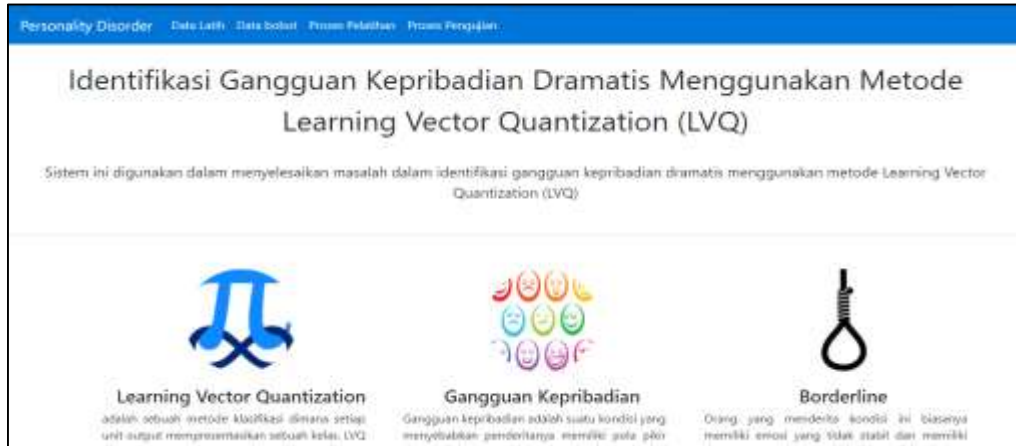 Personality Disorder Data Latih Data bobot Proses Pelatihan Proses Pengujian
Identifikasi Gangguan Kepribadian Dramatis Menggunakan Metode
Learning Vector Quantization (LVQ)
Sistem ini digunakan dalam menyelesaikan masalah dalam identifikasi gangguan kepribadian dramatis menggunakan metode Learning Vector
Quantization (LVQ)
Learning Vector Quantization
adalah sebuah metode klasifikasi dimana setiap
unit output mempresentasikan sebuah kelas. LVQ
Gangguan Kepribadian
Gangguan kepribadian adalah suatu kondisi yang
menyebabkan penderitanya memiliki pola pikir
Borderline
Orang yang menderita kondisi ini biasanya
memiliki emosi yang tidak stabil dan memiliki